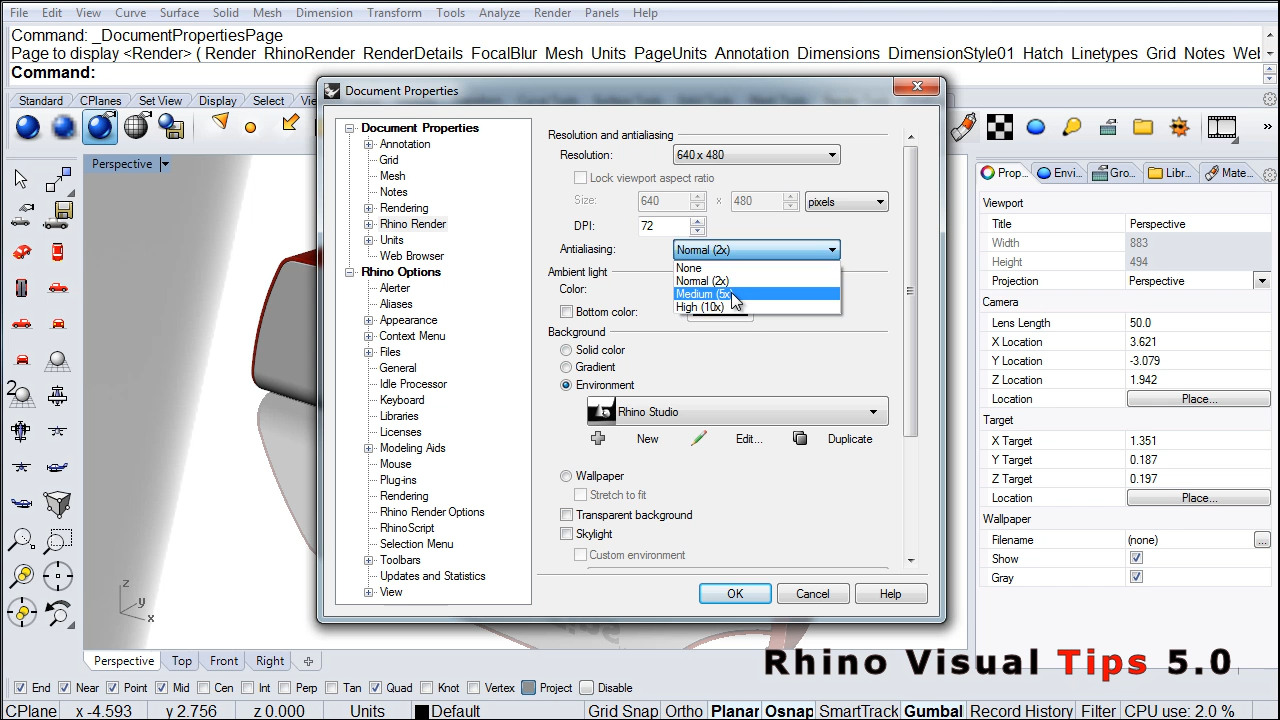 File Edit View Curve Surface Solid Mesh Dimension Transform Tools Analyze Render Panels Help
Command: _DocumentPropertiesPage
Page to display <Render> ( Render RhinoRender RenderDetails FocalBlur Mesh Units PageUnits Annotation Dimensions DimensionStyle01 Hatch Linetypes Grid Notes
Command:
Standard CPlanes Set View Display Select
Perspective
Document Properties
Document Properties
Annotation
Grid
Mesh
Notes
Rendering
Rhino Render
Units
Web Browser
Rhino Options
Alerter
Aliases
Appearance
Context Menu
Files
General
Idle Processor
Keyboard
Libraries
Licenses
Modeling Aids
Mouse
Plug-ins
Rendering
Rhino Render Options
RhinoScript
Selection Menu
Toolbars
Updates and Statistics
View
Resolution and antialiasing
Resolution: 640 x 480
Lock viewport aspect ratio
Size: 640 x 480 pixels
DPI: 72
Antialiasing: Normal (2x)
None
Normal (2x)
Medium (5x)
High (10x)
Ambient light
Color:
Bottom color:
Background
Solid color
Gradient
Environment
Rhino Studio
New Edit... Duplicate
Wallpaper
Stretch to fit
Transparent background
Skylight
Custom environment
OK Cancel Help
Prop... Envi... Gro... Libr... Mate...
Viewport
Title Perspective
Width 883
Height 494
Projection Perspective
Camera
Lens Length 50.0
X Location 3.621
Y Location -3.079
Z Location 1.942
Location Place...
Target
X Target 1.351
Y Target 0.187
Z Target 0.197
Location Place...
Wallpaper
Filename (none) ...
Show
Gray
2
z
y
x
Perspective Top Front Right
Rhino Visual Tips 5.0
End Near Point Mid Cen Int Perp Tan Quad Knot Vertex Project Disable
CPlane x -4.593 y 2.756 z 0.000 Units Default Grid Snap Ortho Planar Osnap SmartTrack Gumbal Record History Filter CPU use: 2.0 %